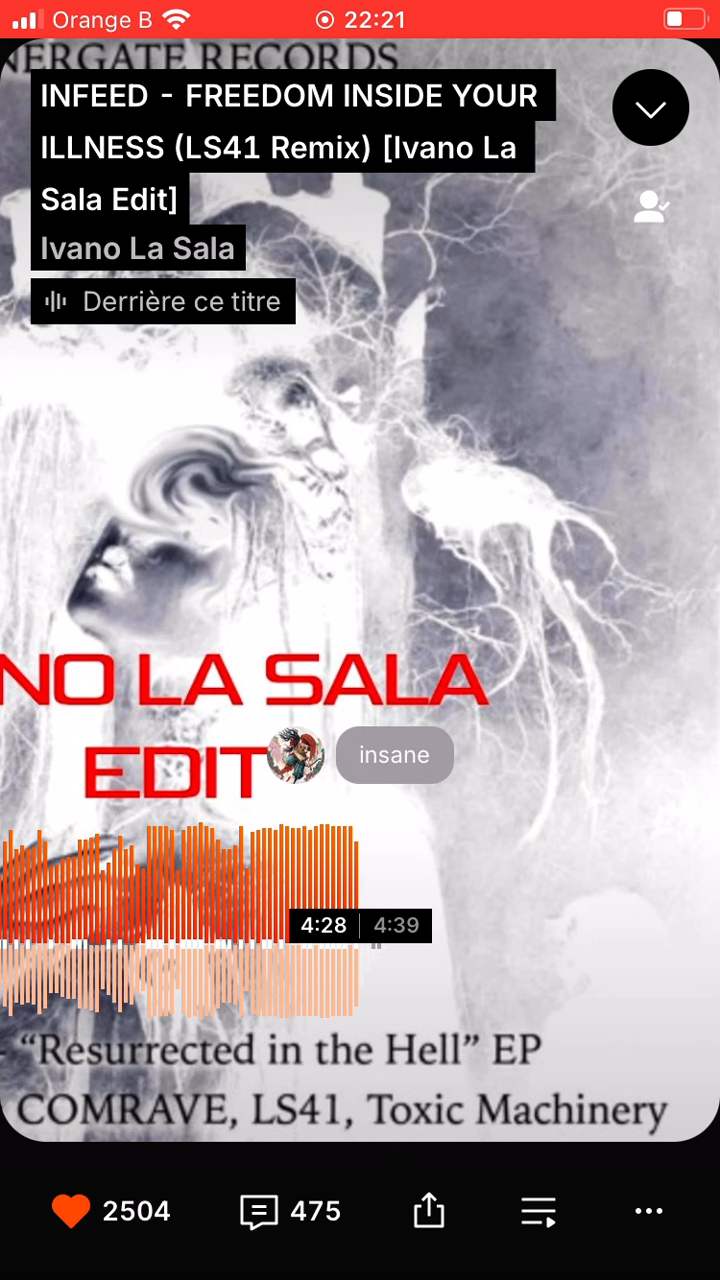 Orange B
22:21
NERGATE RECORDS
INFEED - FREEDOM INSIDE YOUR
ILLNESS (LS41 Remix) [Ivano La
Sala Edit]
Ivano La Sala
Derrière ce titre
NO LA SALA
EDIT
insane
4:28 4:39
- “Resurrected in the Hell” EP
COMRAVE, LS41, Toxic Machinery
2504
475